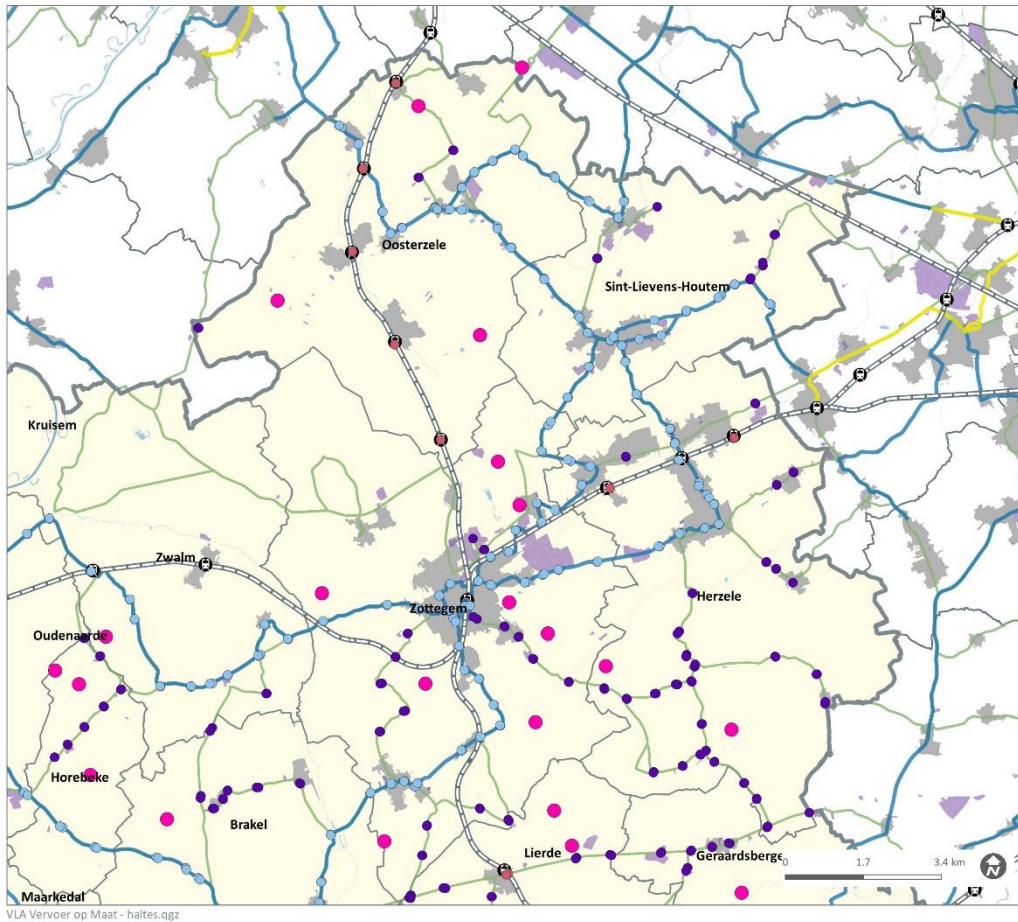 Oosterzele
Sint-Lievens-Houtem
Kruisem
Zwalm
Zottegem
Herzele
Oudenaarde
Horebeke
Brakel
Lierde
Geraardsberge
0 1.7 3.4 km
Maarkedal
N
VLA Vervoer op Maat - haltes.qgz